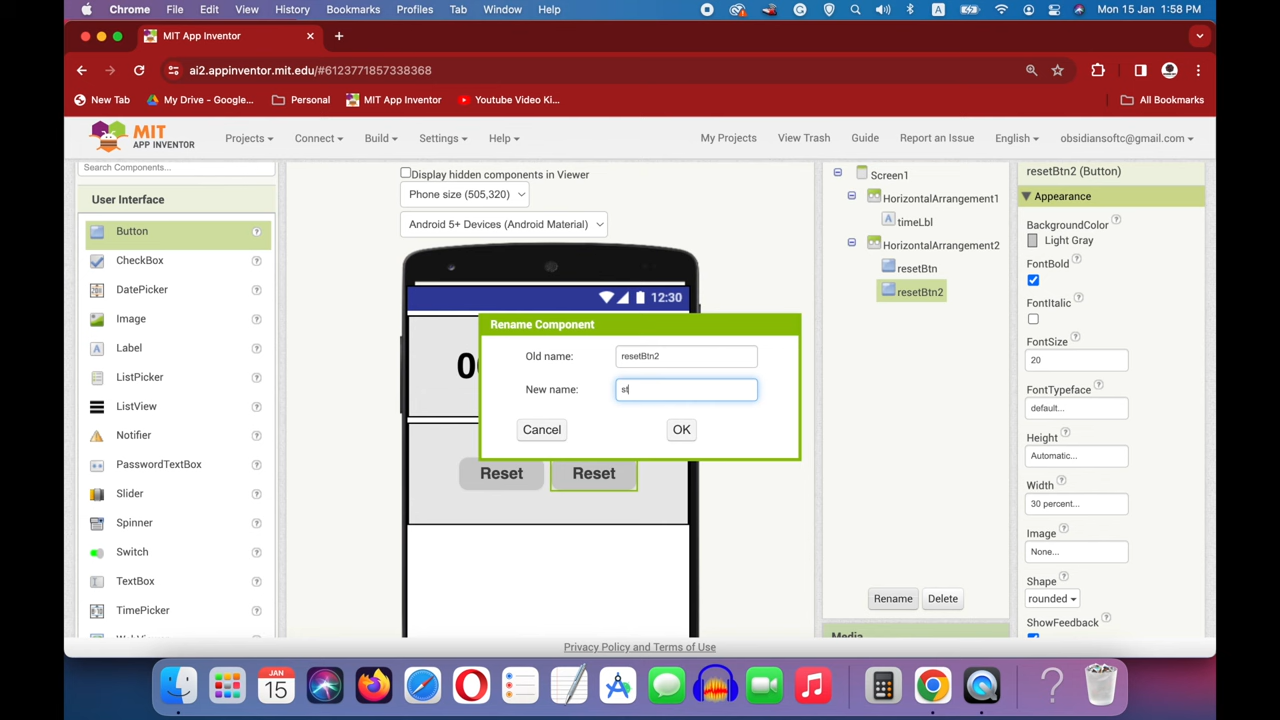 Chrome File Edit View History Bookmarks Profiles Tab Window Help A Mon 15 Jan 1:58 PM
MIT App Inventor
ai2.appinventor.mit.edu/#6123771857338368
New Tab My Drive - Google... Personal MIT App Inventor Youtube Video Ki... All Bookmarks
MIT
APP INVENTOR
Projects Connect Build Settings Help My Projects View Trash Guide Report an Issue English obsidiansoftc@gmail.com
Search Components...
User Interface
Button ?
CheckBox ?
DatePicker ?
Image ?
Label ?
ListPicker ?
ListView ?
Notifier ?
PasswordTextBox ?
Slider ?
Spinner ?
Switch ?
TextBox ?
TimePicker ?
Display hidden components in Viewer
Phone size (505,320)
Android 5+ Devices (Android Material)
12:30
Reset Reset
Rename Component
Old name: resetBtn2
New name: st
Cancel OK
Screen1
HorizontalArrangement1
A timeLbl
HorizontalArrangement2
resetBtn
resetBtn2
Rename Delete
Media
resetBtn2 (Button)
Appearance
BackgroundColor ?
Light Gray
FontBold ?
FontItalic ?
FontSize ?
20
FontTypeface ?
default...
Height ?
Automatic...
Width ?
30 percent...
Image ?
None...
Shape ?
rounded
ShowFeedback ?
Privacy Policy and Terms of Use
JAN
15